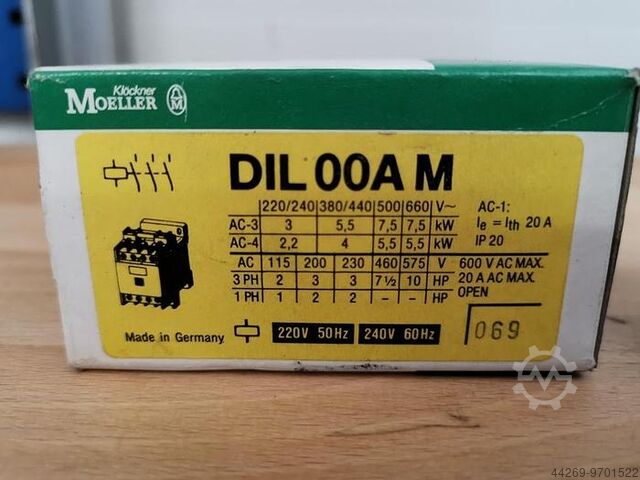 Klöckner
MOELLER
DIL 00A M
220/240 380/440 500 660 V~
AC-3 3 5,5 7,5 7,5 kW
AC-4 2,2 4 5,5 5,5 kW
AC 115 200 230 460 575 V
3 PH 2 3 3 7½ 10 HP
1 PH 1 2 2 – – HP
AC-1:
Ie = Ith 20 A
IP 20
600 V AC MAX.
20 A AC MAX.
OPEN
Made in Germany
220V 50Hz 240V 60Hz
069
44269-9701522